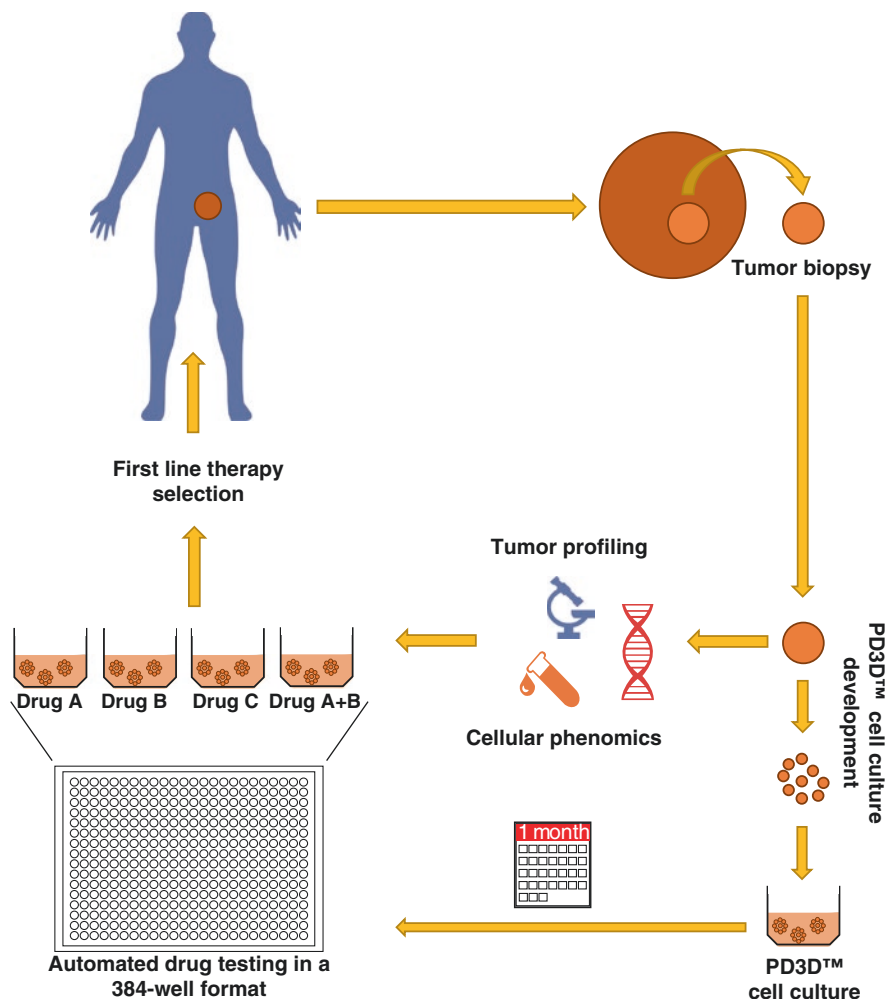 Tumor biopsy
First line therapy
selection
Tumor profiling
Cellular phenomics
PD3D™ cell culture
development
Drug A
Drug B
Drug C
Drug A+B
1 month
Automated drug testing in a
384-well format
PD3D™
cell culture